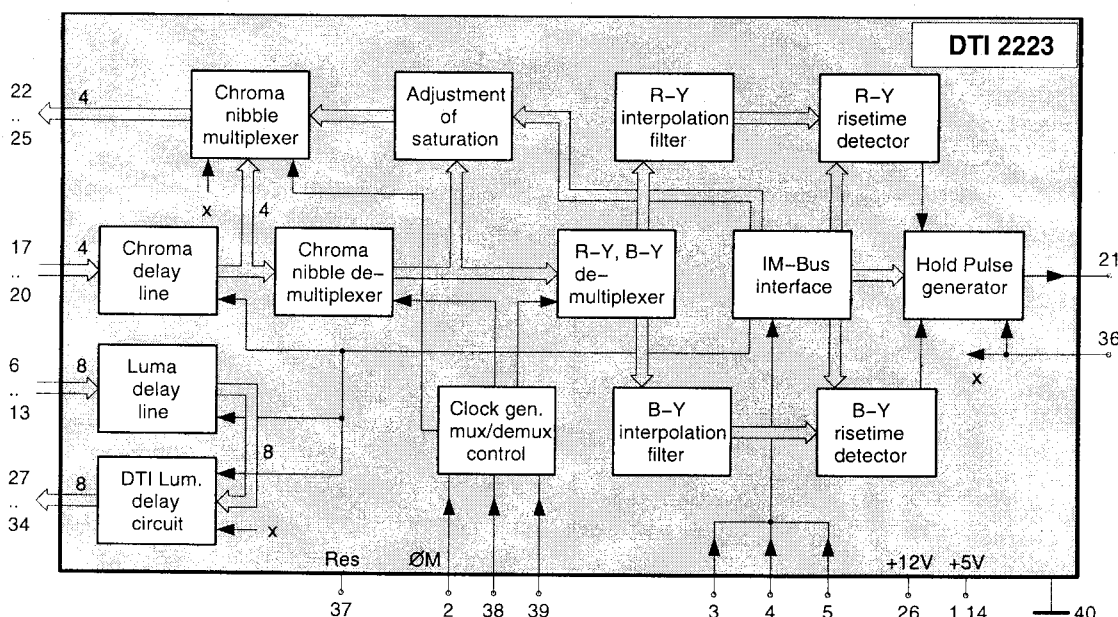 DTI 2223
22
..
25
4
Chroma
nibble
multiplexer
Adjustment
of
saturation
R–Y
interpolation
filter
R–Y
risetime
detector
x
4
17
..
20
4
Chroma
delay
line
Chroma
nibble de–
multiplexer
R–Y, B–Y
de–
multiplexer
IM–Bus
interface
Hold Pulse
generator
21
36
x
6
..
13
8
Luma
delay
line
8
Clock gen.
mux/demux
control
B–Y
interpolation
filter
B–Y
risetime
detector
27
..
34
8
DTI Lum.
delay
circuit
x
Res
ØM
+12V
+5V
37
2
38
39
3
4
5
26
1,14
40